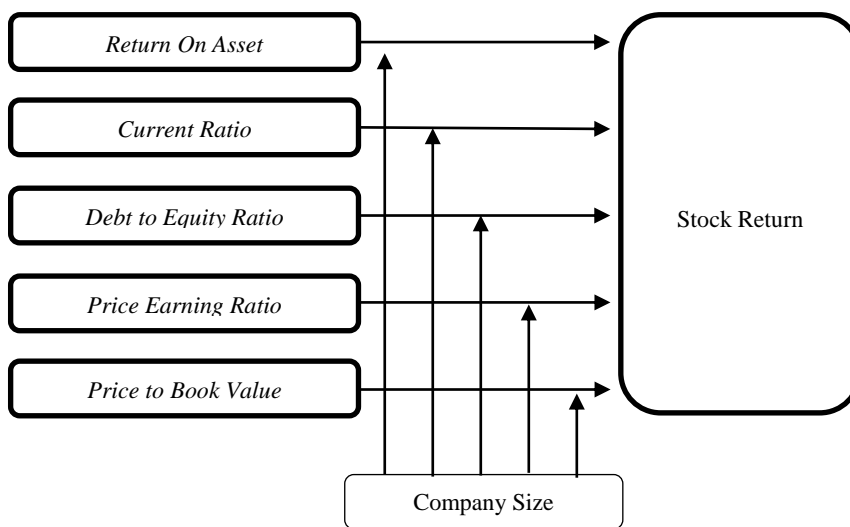 Return On Asset
Current Ratio
Debt to Equity Ratio
Stock Return
Price Earning Ratio
Price to Book Value
Company Size